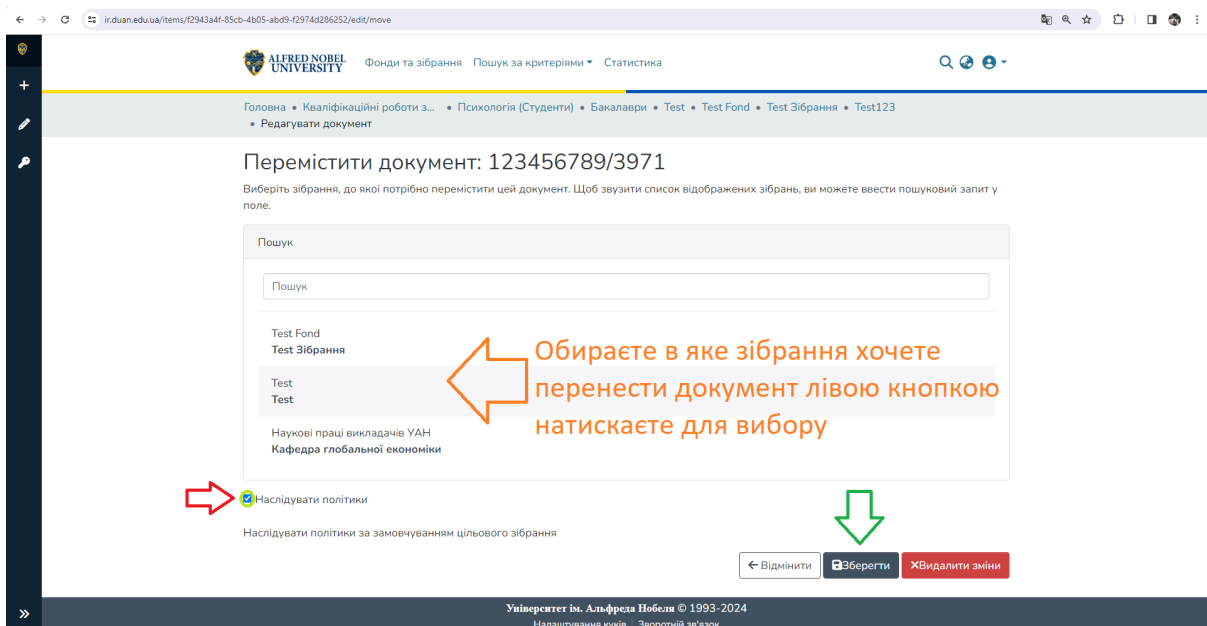 ir.duan.edu.ua/items/f2943a4f-85cb-4b05-abd9-f2974d286252/edit/move
ALFRED NOBEL
UNIVERSITY
Фонди та зібрання Пошук за критеріями Статистика
Головна • Кваліфікаційні роботи з... • Психологія (Студенти) • Бакалаври • Test • Test Fond • Test Зібрання • Test123
• Редагувати документ
Перемістити документ: 123456789/3971
Виберіть зібрання, до якої потрібно перемістити цей документ. Щоб звузити список відображених зібрань, ви можете ввести пошуковий запит у
поле.
Пошук
Пошук
Test Fond
Test Зібрання
Test
Test
Наукові праці викладачів УАН
Кафедра глобальної економіки
Обираєте в яке зібрання хочете
перенести документ лівою кнопкою
натискаєте для вибору
Наслідувати політики
Наслідувати політики за замовчуванням цільового зібрання
Відмінити Зберегти Видалити зміни
Університет ім. Альфреда Нобеля © 1993-2024
Налаштування куків Зворотній зв'язок